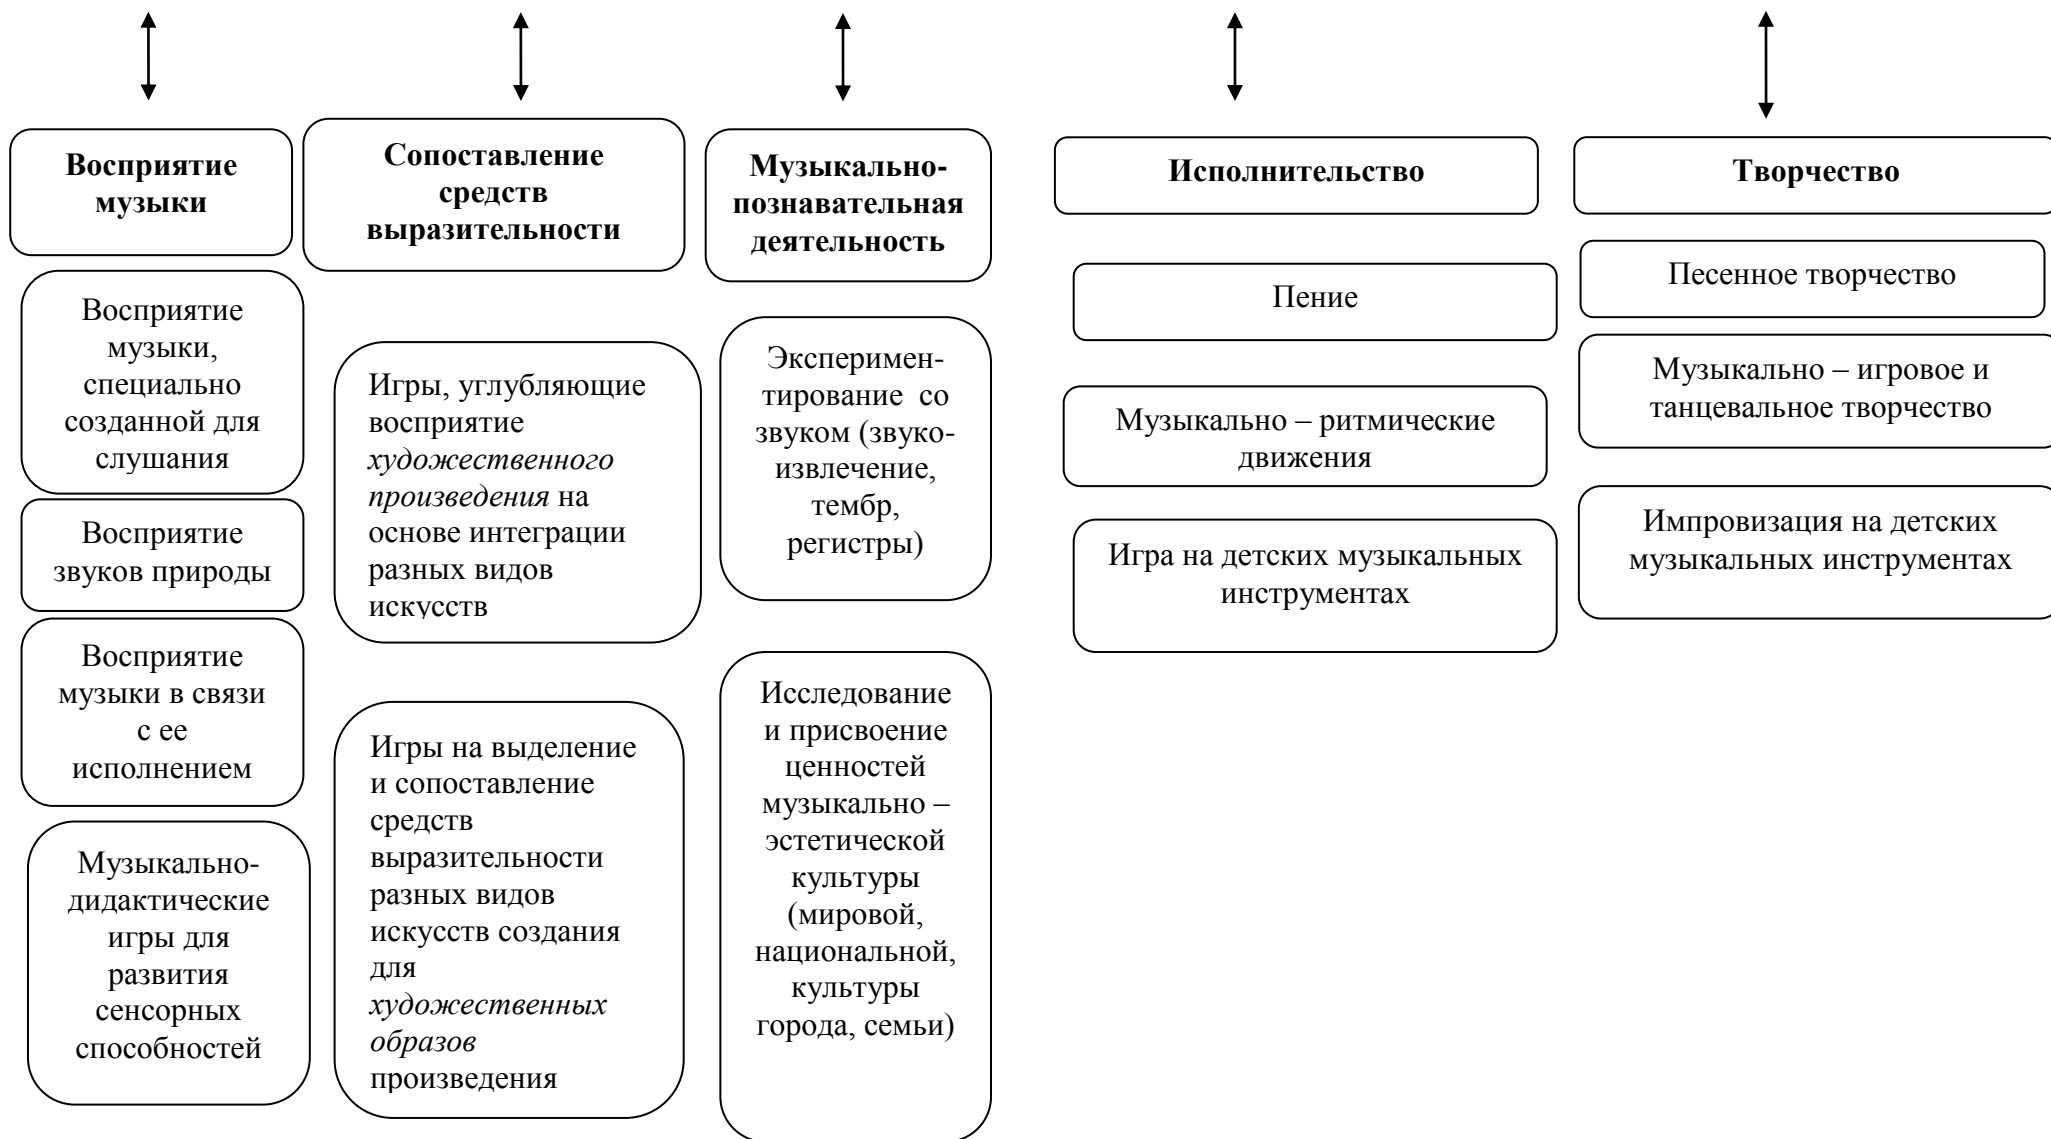 Восприятие
музыки
Восприятие
музыки,
специально
созданной для
слушания
Восприятие
звуков природы
Восприятие
музыки в связи
с ее
исполнением
Музыкально-
дидактические
игры для
развития
сенсорных
способностей
Сопоставление
средств
выразительности
Игры, углубляющие
восприятие
художественного
произведения на
основе интеграции
разных видов
искусств
Игры на выделение
и сопоставление
средств
выразительности
разных видов
искусств создания
для
художественных
образов
произведения
Музыкально-
познавательная
деятельность
Эксперимен-
тирование со
звуком (звуко-
извлечение,
тембр,
регистры)
Исследование
и присвоение
ценностей
музыкально –
эстетической
культуры
(мировой,
национальной,
культуры
города, семьи)
Исполнительство
Пение
Музыкально – ритмические
движения
Игра на детских музыкальных
инструментах
Творчество
Песенное творчество
Музыкально – игровое и
танцевальное творчество
Импровизация на детских
музыкальных инструментах